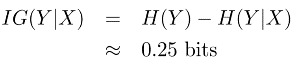 IG(Y|X) = H(Y) − H(Y|X)
≈ 0.25 bits